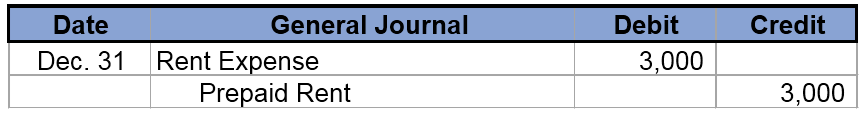 Date General Journal Debit Credit
Dec. 31 Rent Expense 3,000
Prepaid Rent 3,000